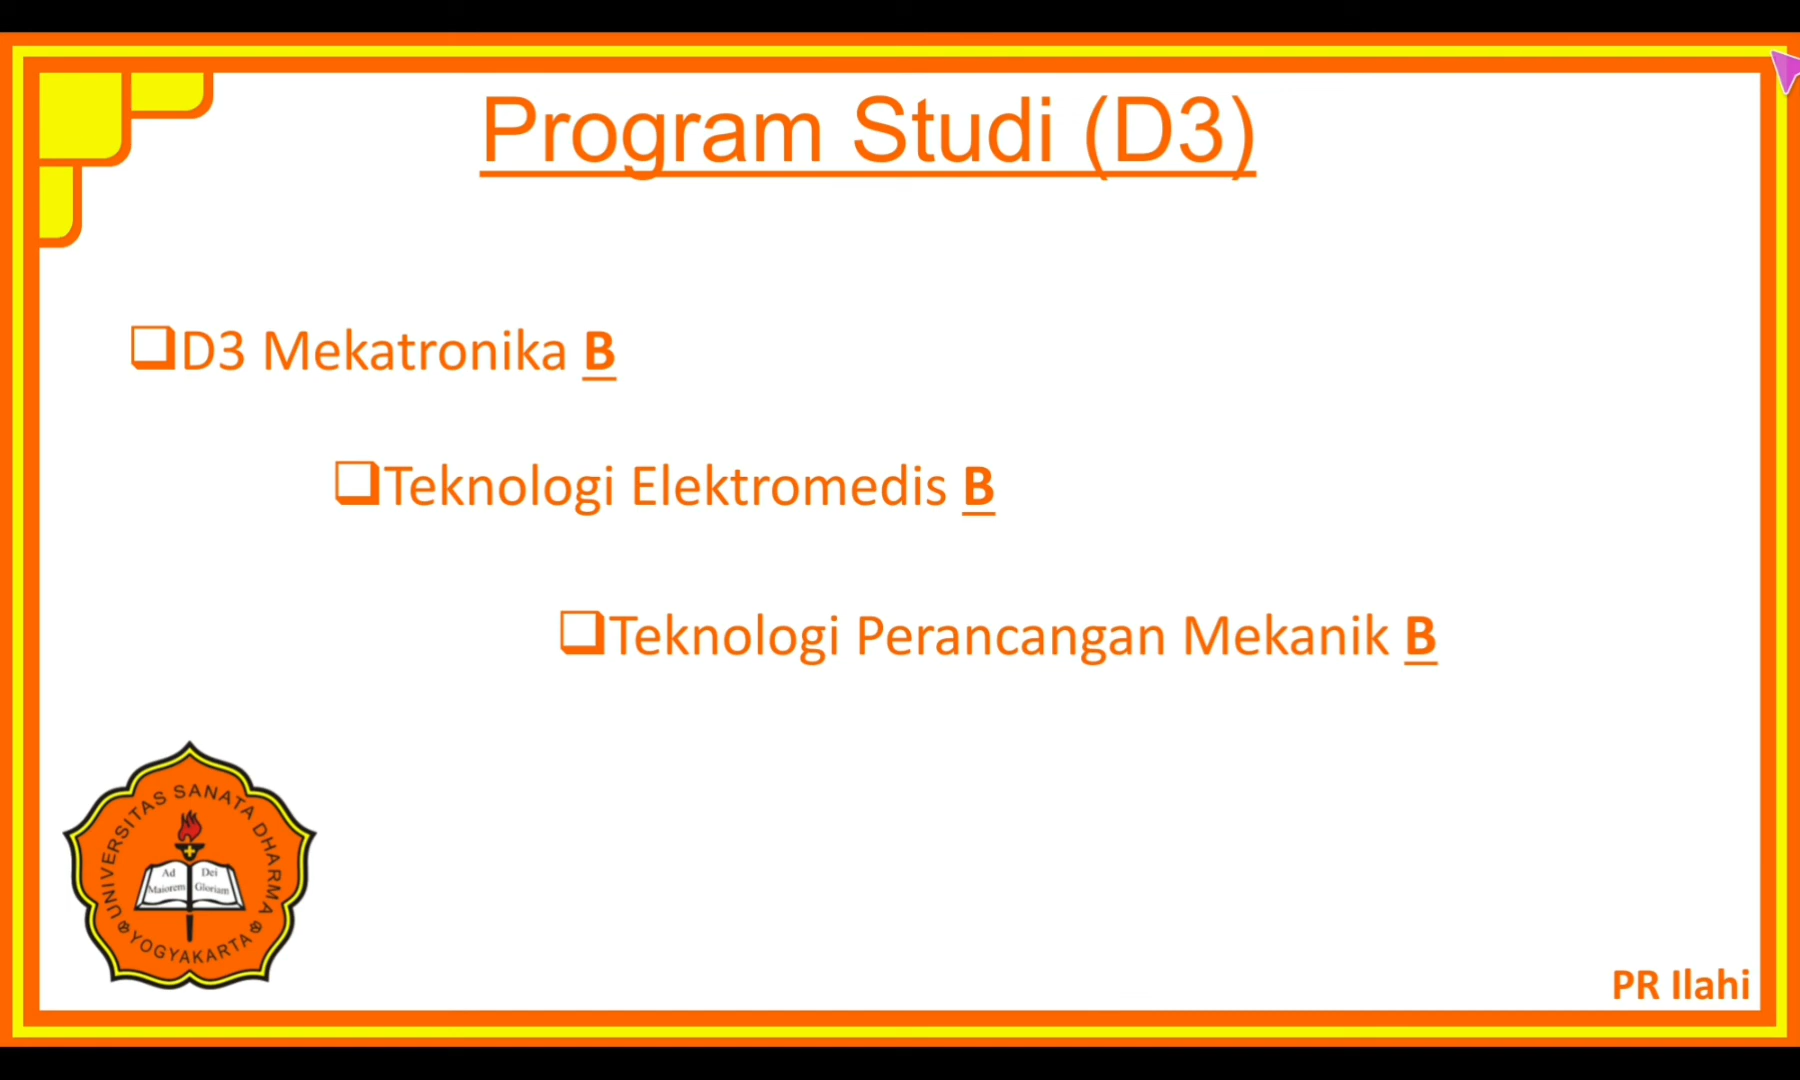 Program Studi (D3)
D3 Mekatronika B
Teknologi Elektromedis B
Teknologi Perancangan Mekanik B
UNIVERSITAS SANATA DHARMA
Ad Dei
Maiorem Gloriam
YOGYAKARTA
PR Ilahi